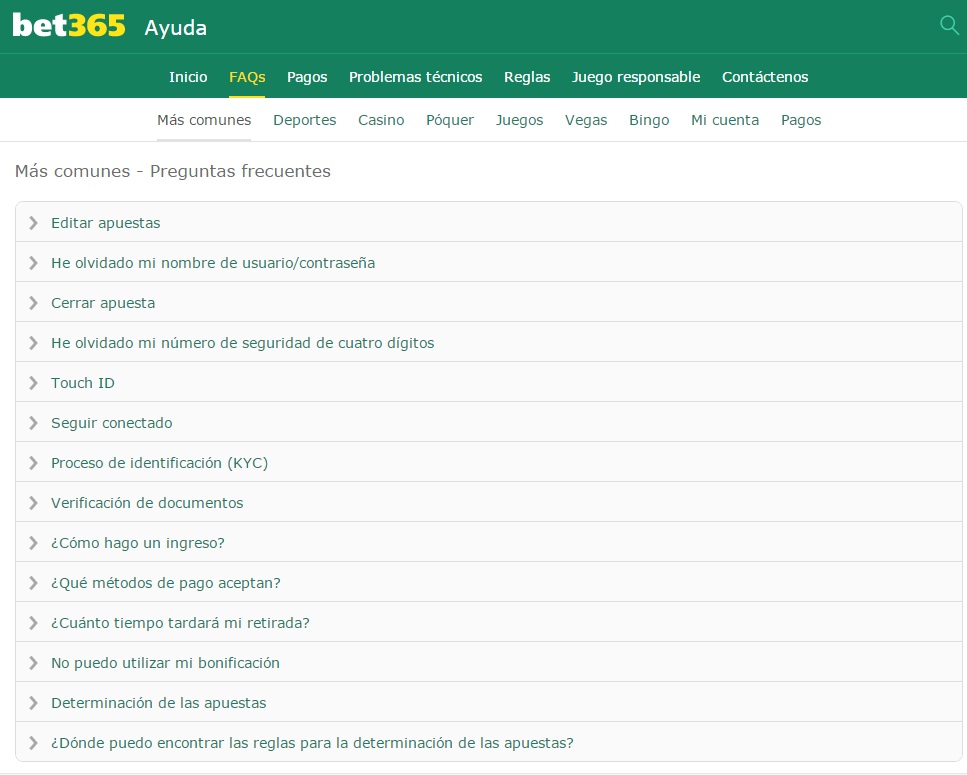 bet365 Ayuda
Inicio FAQs Pagos Problemas técnicos Reglas Juego responsable Contáctenos
Más comunes Deportes Casino Póquer Juegos Vegas Bingo Mi cuenta Pagos
Más comunes - Preguntas frecuentes
Editar apuestas
He olvidado mi nombre de usuario/contraseña
Cerrar apuesta
He olvidado mi número de seguridad de cuatro dígitos
Touch ID
Seguir conectado
Proceso de identificación (KYC)
Verificación de documentos
¿Cómo hago un ingreso?
¿Qué métodos de pago aceptan?
¿Cuánto tiempo tardará mi retirada?
No puedo utilizar mi bonificación
Determinación de las apuestas
¿Dónde puedo encontrar las reglas para la determinación de las apuestas?